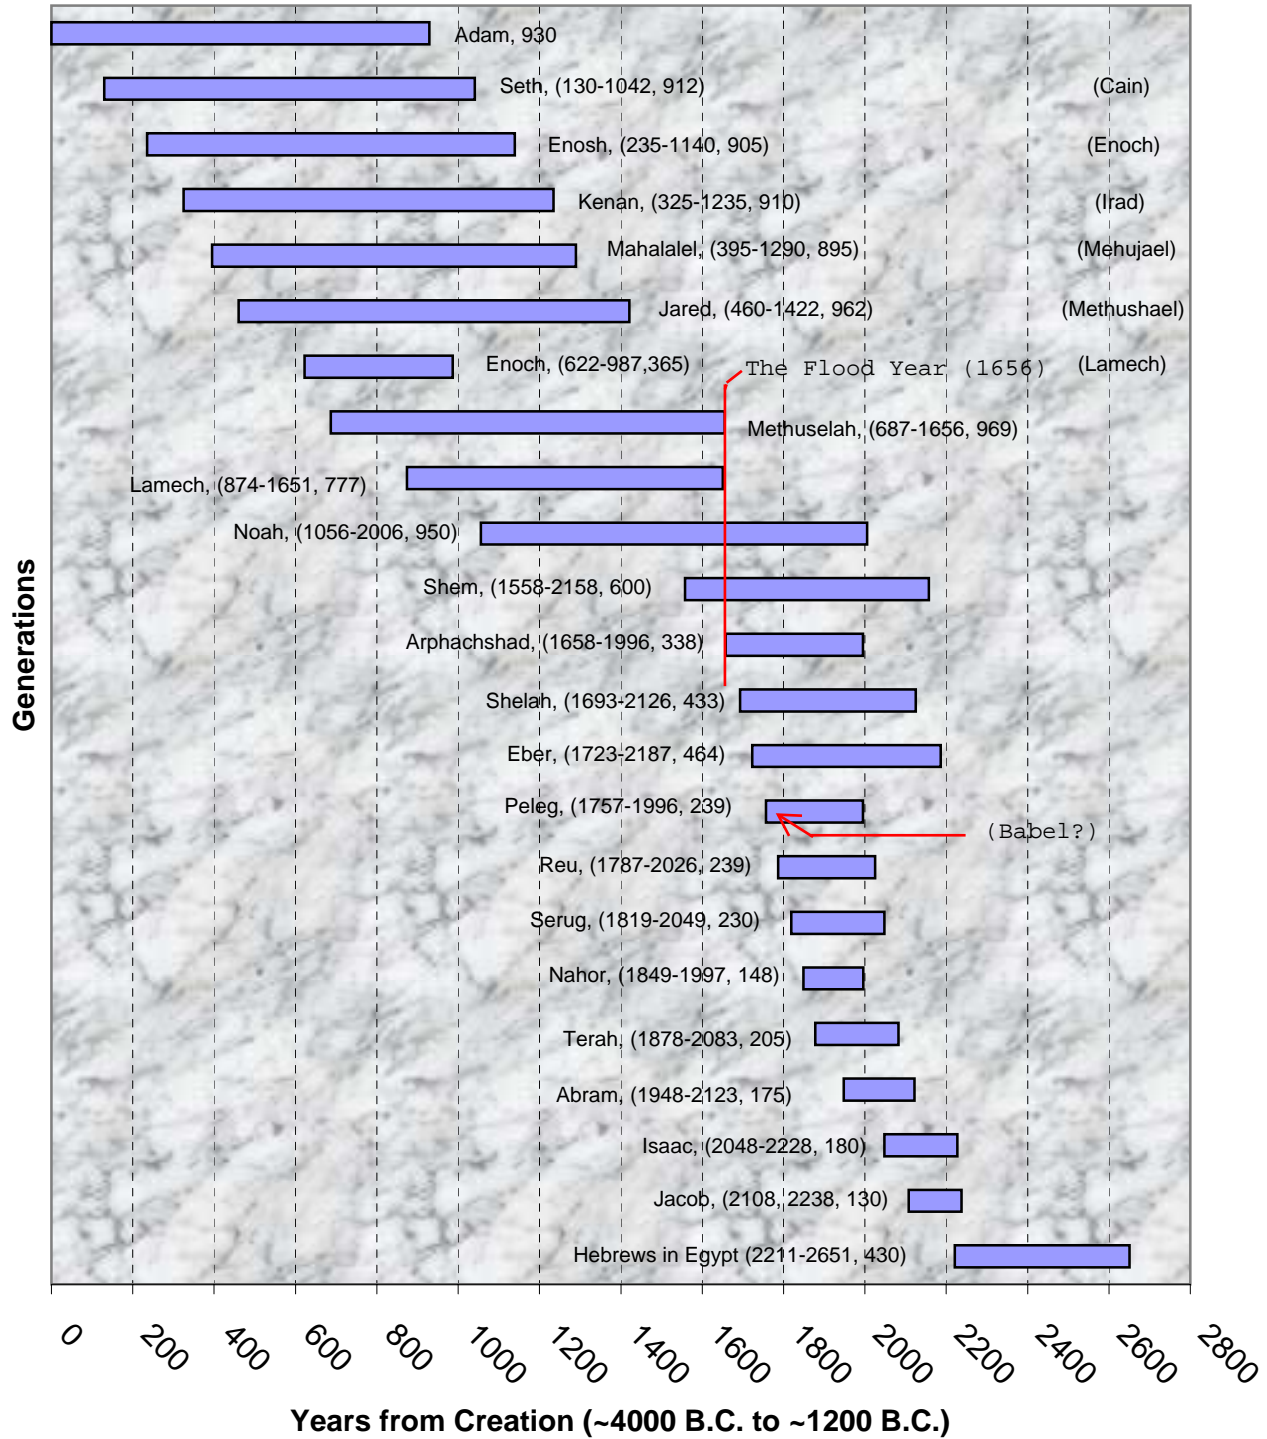 Adam, 930
Seth, (130-1042, 912) (Cain)
Enosh, (235-1140, 905) (Enoch)
Kenan, (325-1235, 910) (Irad)
Mahalalel, (395-1290, 895) (Mehujael)
Jared, (460-1422, 962) (Methushael)
Enoch, (622-987,365) The Flood Year (1656) (Lamech)
Methuselah, (687-1656, 969)
Lamech, (874-1651, 777)
Noah, (1056-2006, 950)
Shem, (1558-2158, 600)
Arphachshad, (1658-1996, 338)
Shelah, (1693-2126, 433)
Eber, (1723-2187, 464)
Peleg, (1757-1996, 239)
(Babel?)
Reu, (1787-2026, 239)
Serug, (1819-2049, 230)
Nahor, (1849-1997, 148)
Terah, (1878-2083, 205)
Abram, (1948-2123, 175)
Isaac, (2048-2228, 180)
Jacob, (2108, 2238, 130)
Hebrews in Egypt (2211-2651, 430)
Generations
0 200 400 600 800 1000 1200 1400 1600 1800 2000 2200 2400 2600 2800
Years from Creation (~4000 B.C. to ~1200 B.C.)